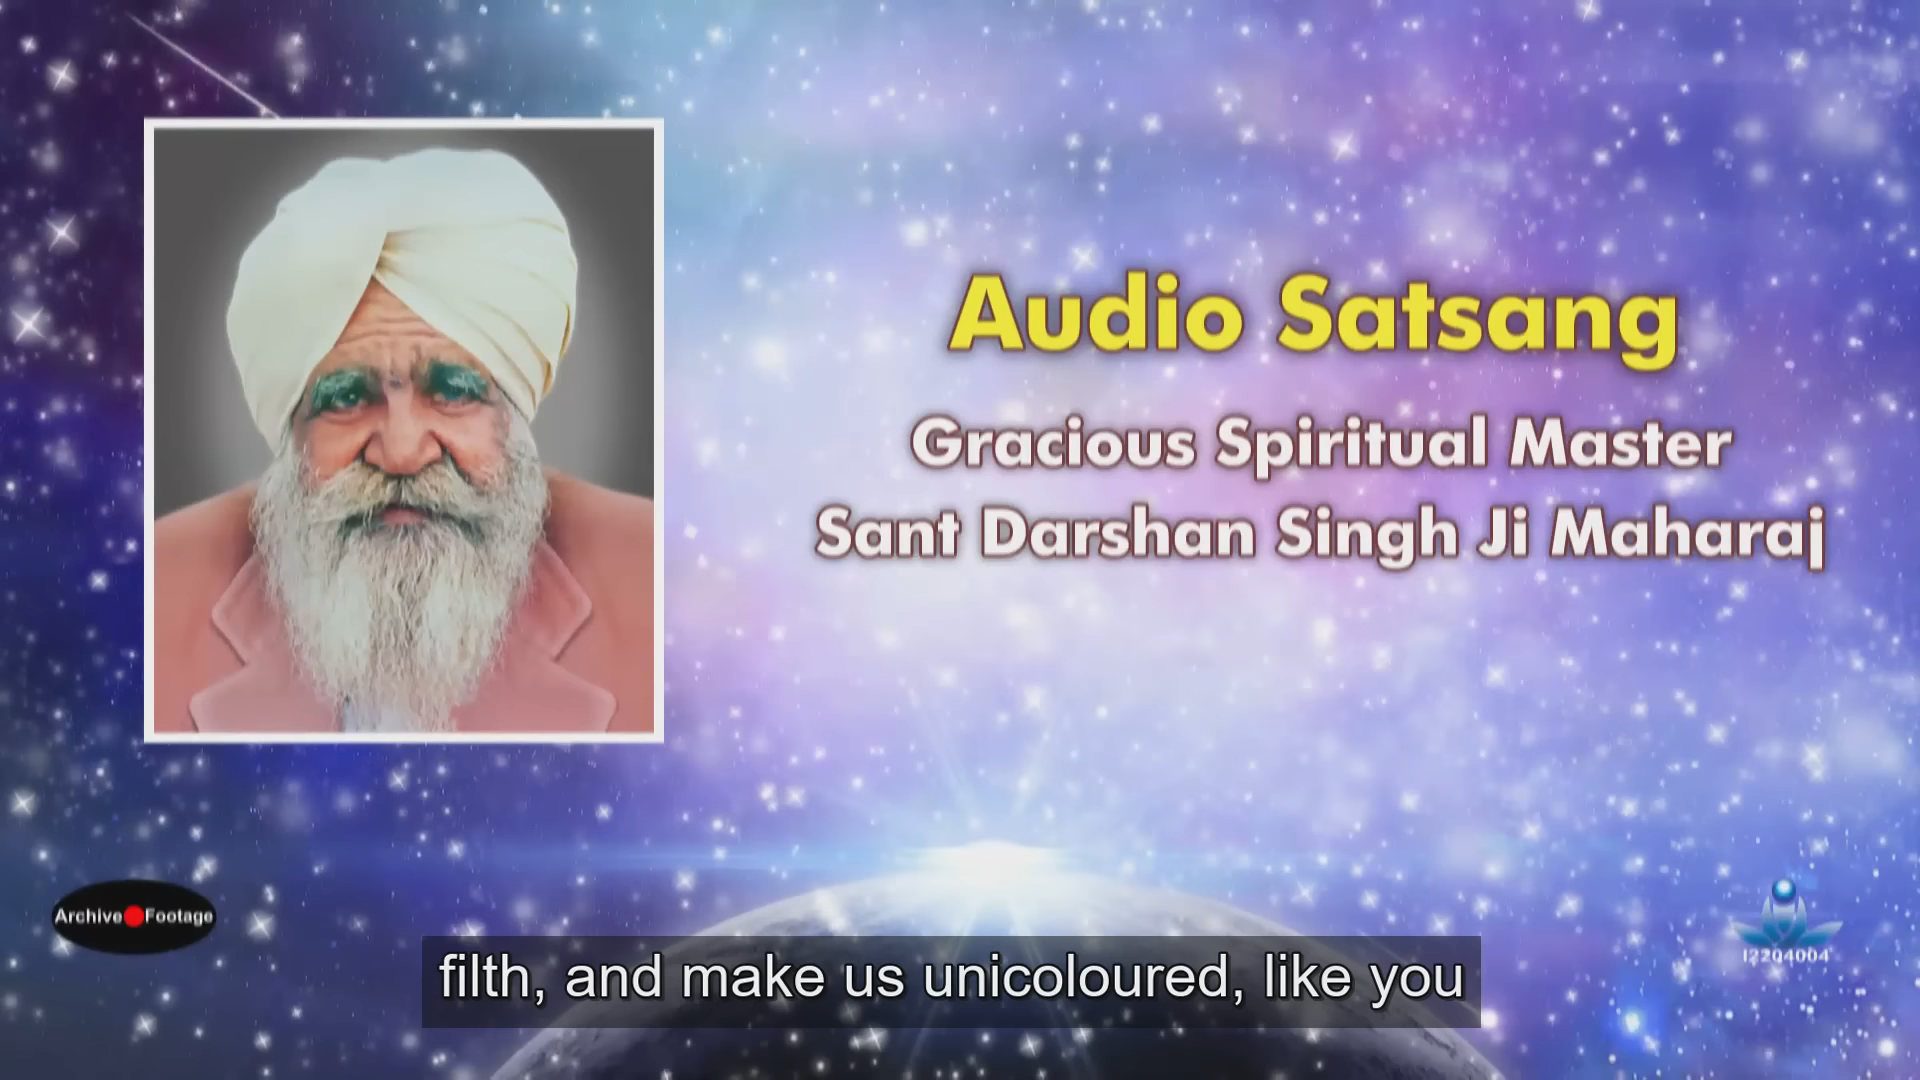 Audio Satsang
Gracious Spiritual Master
Sant Darshan Singh Ji Maharaj
Archive Footage
12204004
filth, and make us unicoloured, like you